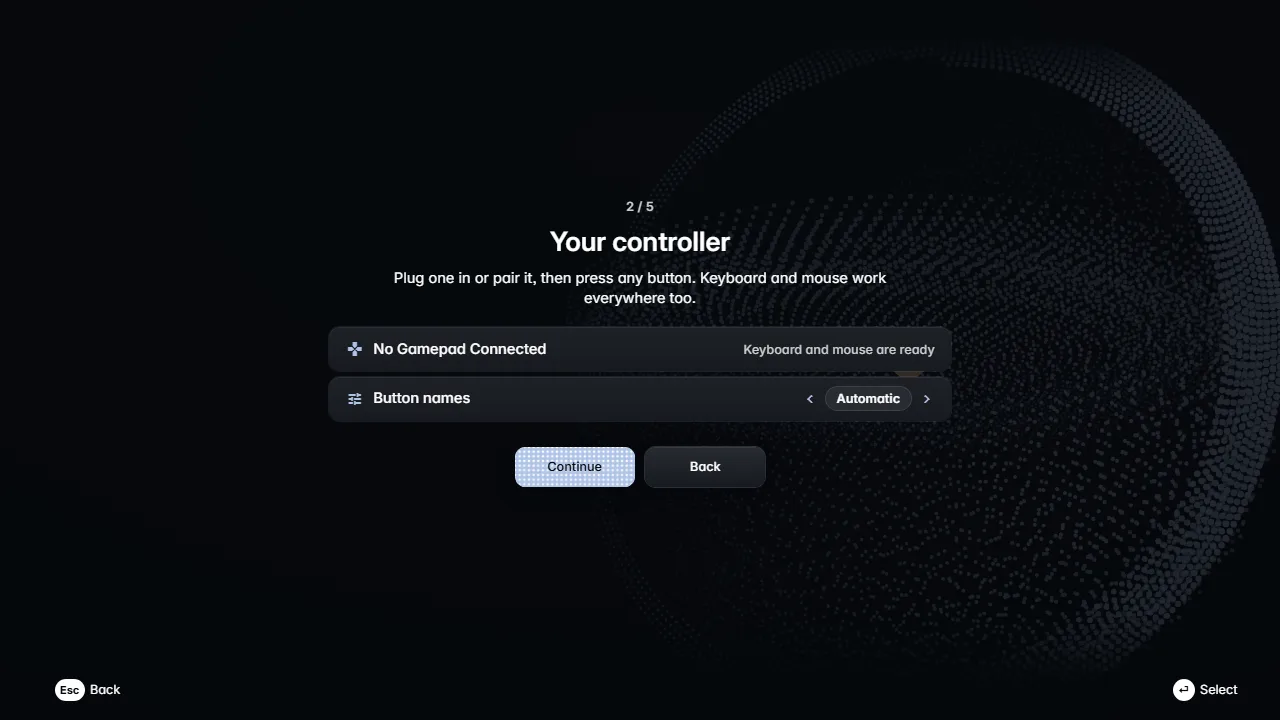 2 / 5
Your controller
Plug one in or pair it, then press any button. Keyboard and mouse work
everywhere too.
No Gamepad Connected
Keyboard and mouse are ready
Button names
Automatic
Continue
Back
Esc Back
Select